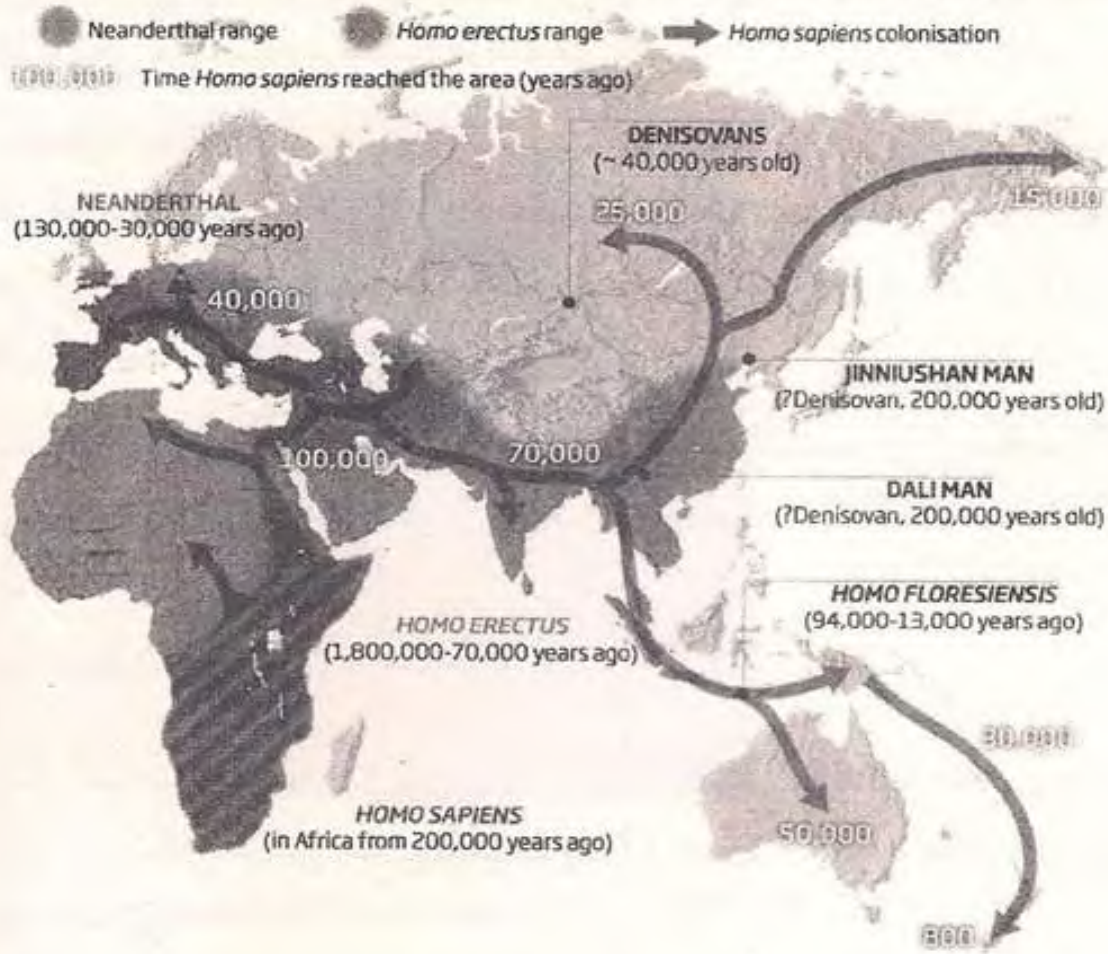 Neanderthal range
Homo erectus range
Homo sapiens colonisation
Time Homo sapiens reached the area (years ago)
DENISOVANS
(~ 40,000 years old)
25,000
15,000
NEANDERTHAL
(130,000-30,000 years ago)
40,000
JINNIUSHAN MAN
(?Denisovan, 200,000 years old)
100,000
70,000
DALI MAN
(?Denisovan, 200,000 years old)
HOMO FLORESIENSIS
(94,000-13,000 years ago)
HOMO ERECTUS
(1,800,000-70,000 years ago)
30,000
HOMO SAPIENS
(in Africa from 200,000 years ago)
50,000
800